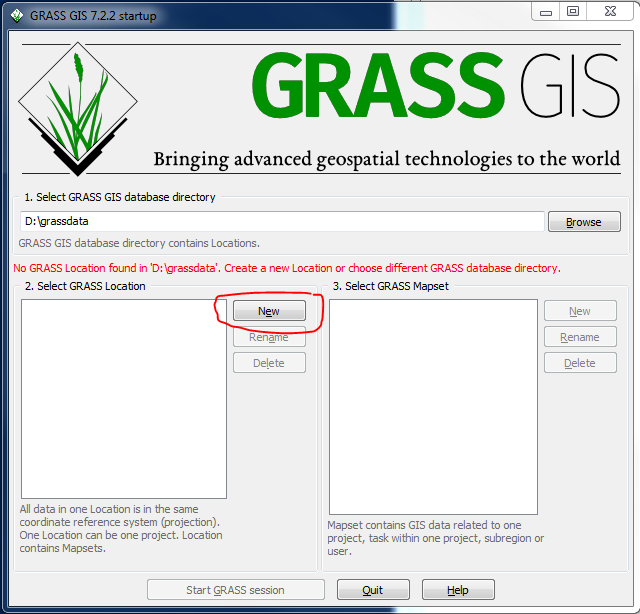 GRASS GIS 7.2.2 startup
GRASS GIS
Bringing advanced geospatial technologies to the world
1. Select GRASS GIS database directory
D:\grassdata
Browse
GRASS GIS database directory contains Locations.
No GRASS Location found in 'D:\grassdata'. Create a new Location or choose different GRASS database directory.
2. Select GRASS Location
New
Rename
Delete
All data in one Location is in the same
coordinate reference system (projection).
One Location can be one project. Location
contains Mapsets.
3. Select GRASS Mapset
New
Rename
Delete
Mapset contains GIS data related to one
project, task within one project, subregion or
user.
Start GRASS session
Quit
Help